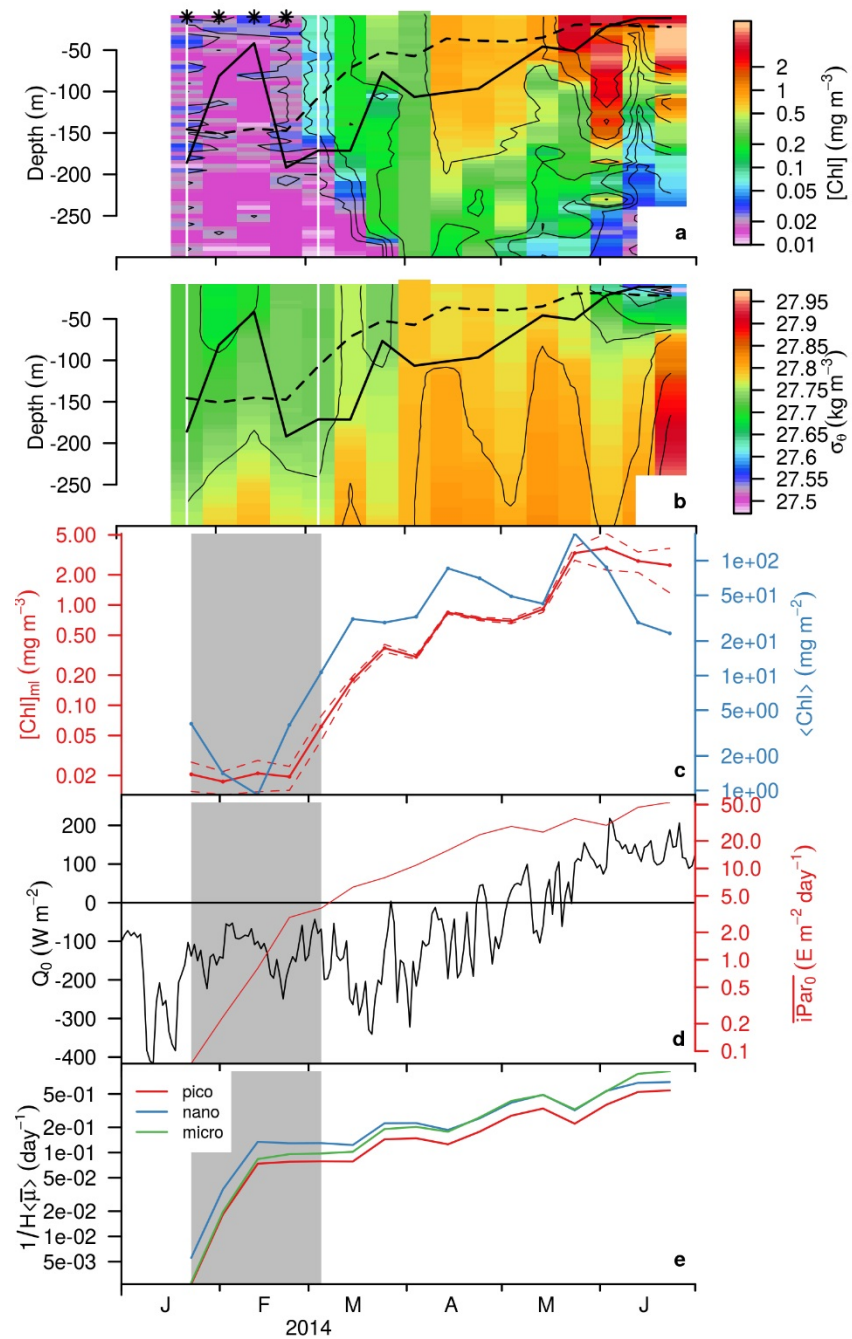 -50
-100
-150
-200
-250
Depth (m)
a
2
1
0.5
0.2
0.1
0.05
0.02
0.01
[Chl] (mg m−3)
-50
-100
-150
-200
-250
Depth (m)
b
27.95
27.9
27.85
27.8
27.75
27.7
27.65
27.6
27.55
27.5
σθ (kg m−3)
5.00
2.00
1.00
0.50
0.20
0.10
0.05
0.02
[Chl]ml (mg m−3)
1e+02
5e+01
2e+01
1e+01
5e+00
2e+00
1e+00
<Chl> (mg m−2)
c
200
100
0
-100
-200
-300
-400
Q0 (W m−2)
50.0
20.0
10.0
5.0
2.0
1.0
0.5
0.2
0.1
iPar0 (E m−2 day−1)
d
pico
nano
micro
5e-01
2e-01
1e-01
5e-02
2e-02
1e-02
5e-03
1/H<μ̅> (day−1)
e
J F M A M J
2014